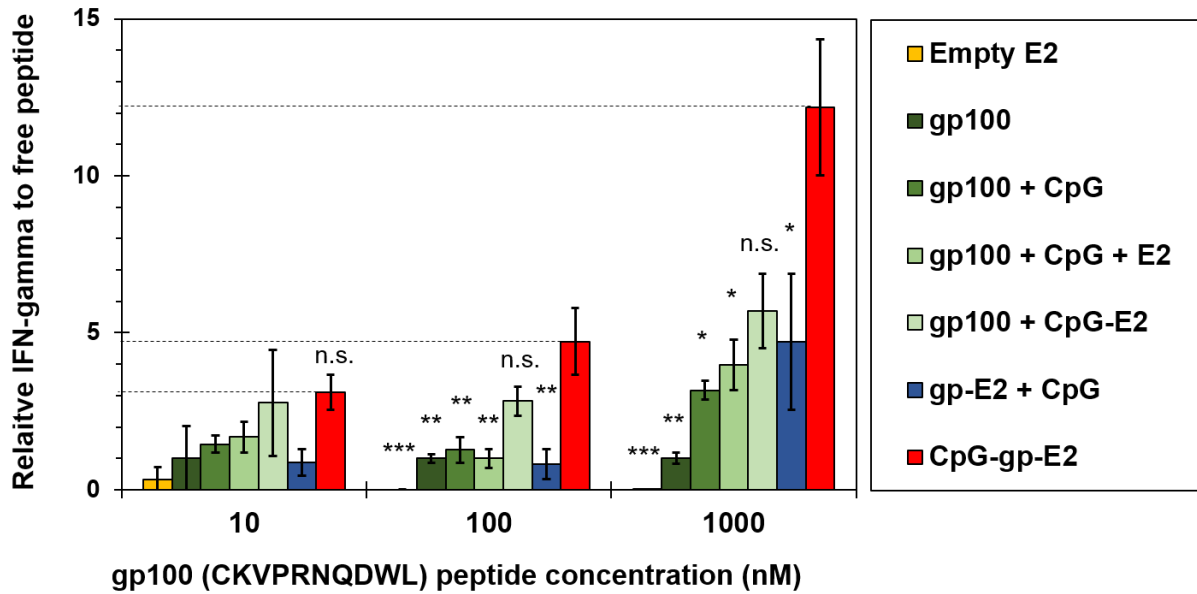 Relaitve IFN-gamma to free peptide
15
10
5
0
n.s.
***
**
**
**
n.s.
**
***
**
*
*
n.s.
*
10
100
1000
gp100 (CKVPRNQDWL) peptide concentration (nM)
Empty E2
gp100
gp100 + CpG
gp100 + CpG + E2
gp100 + CpG-E2
gp-E2 + CpG
CpG-gp-E2